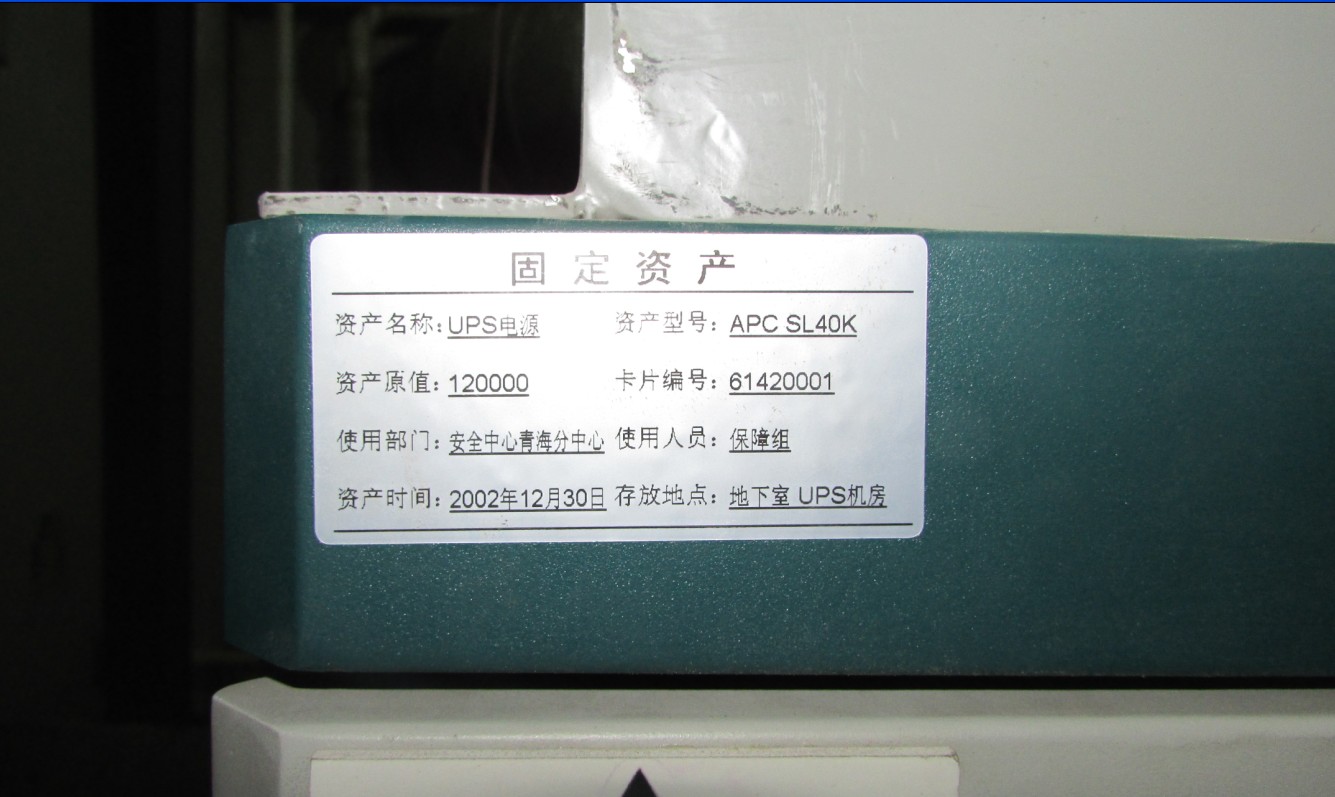 固定资产
资产名称:UPS电源 资产型号: APC SL40K
资产原值: 120000 卡片编号: 61420001
使用部门: 安全中心青海分中心 使用人员: 保障组
资产时间: 2002年12月30日 存放地点: 地下室 UPS机房